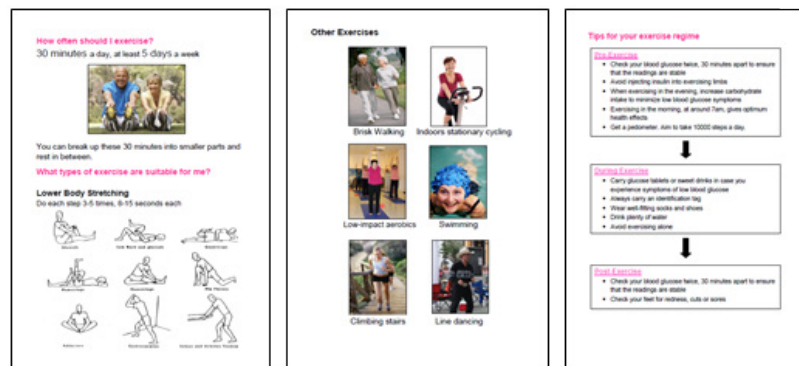 How often should I exercise?
30 minutes a day, at least 5 days a week
You can break up these 30 minutes into smaller parts and
rest in between.
What types of exercise are suitable for me?
Lower Body Stretching
Do each step 3-5 times, 8-15 seconds each
Other Exercises
Brisk Walking
Indoors stationary cycling
Low-impact aerobics
Swimming
Climbing stairs
Line dancing
Tips for your exercise regime
Pre-Exercise
• Check your blood glucose twice, 30 minutes apart to ensure
that the readings are stable
• Avoid injecting insulin into exercising limbs
• When exercising in the evening, increase carbohydrate
intake to minimize low blood glucose symptoms
• Exercising in the morning, at around 7am, gives optimum
health effects
• Get a pedometer. Aim to take 10000 steps a day.
During Exercise
• Carry glucose tablets or sweet drinks in case you
experience symptoms of low blood glucose
• Always carry an identification tag
• Wear well-fitting socks and shoes
• Drink plenty of water
• Avoid exercising alone
Post-Exercise
• Check your blood glucose twice, 30 minutes apart to ensure
that the readings are stable
• Check your feet for redness, cuts or sores